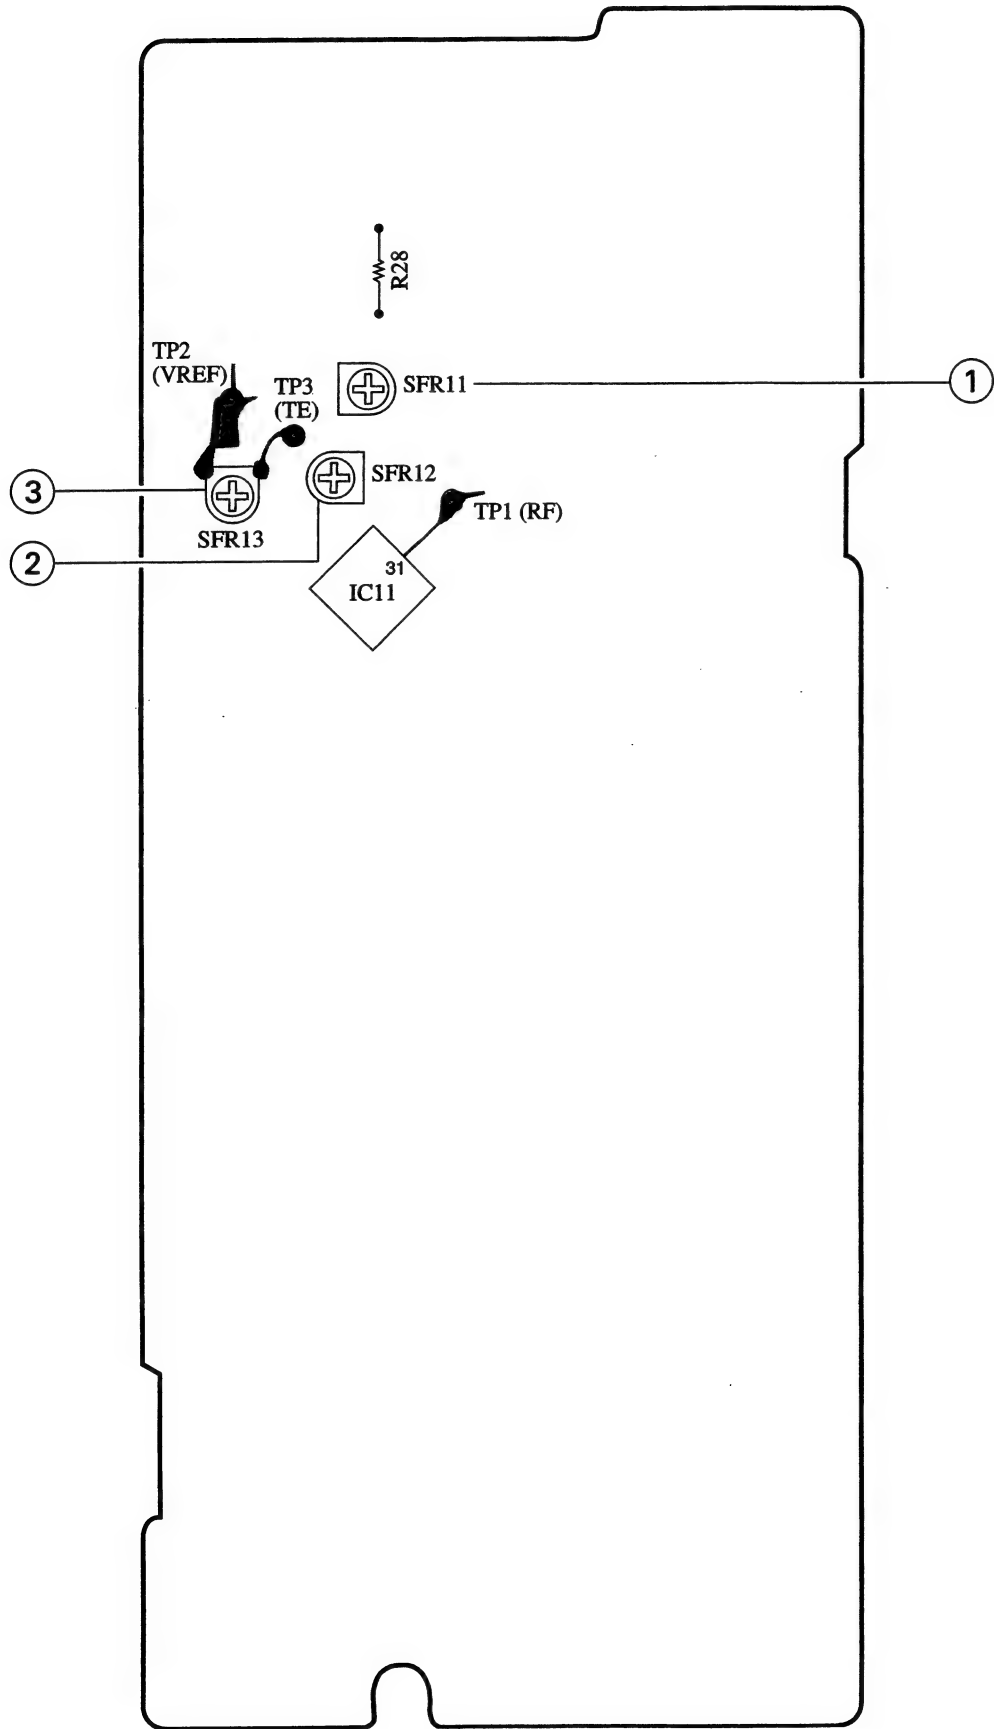 R28
TP2
(VREF)
TP3
(TE)
SFR11
1
3
SFR12
TP1 (RF)
SFR13
2
31
IC11